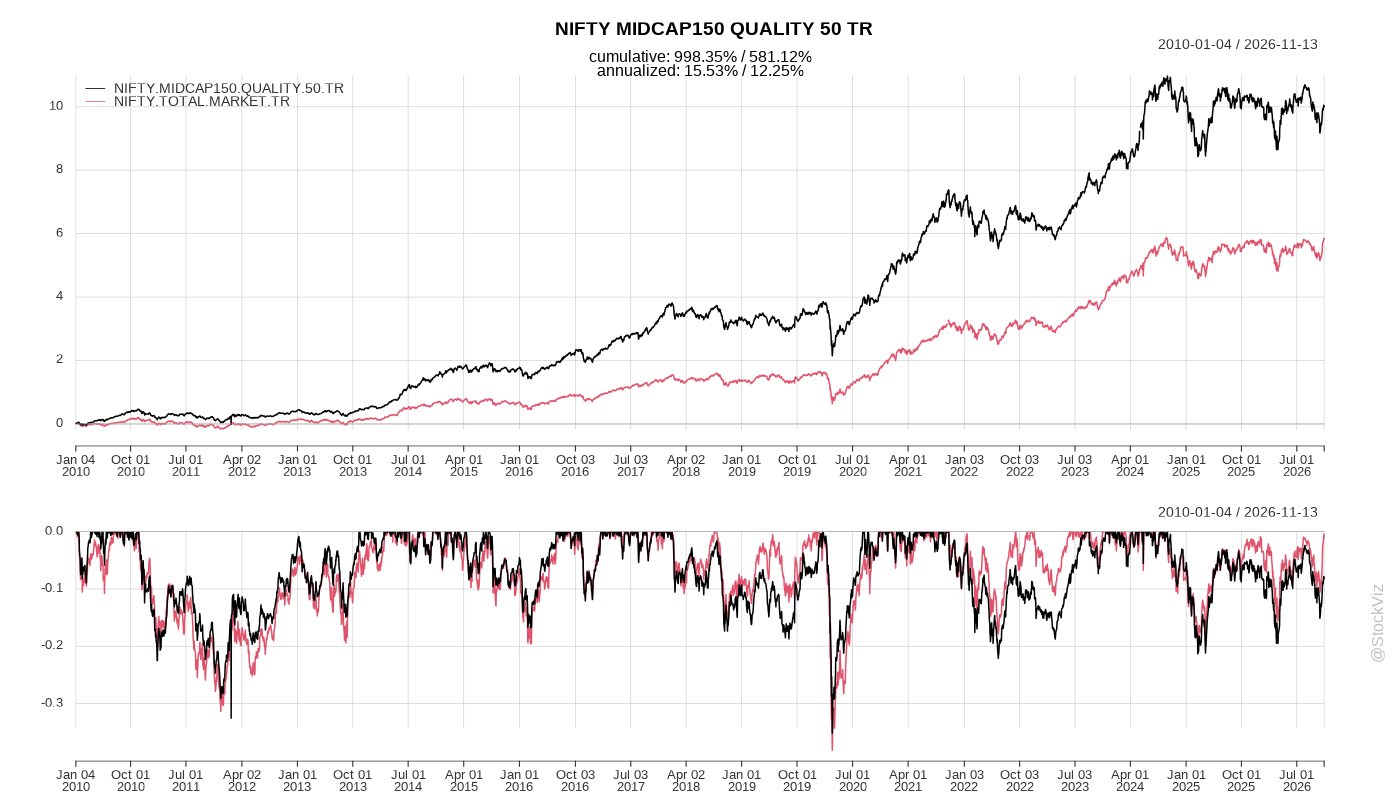 NIFTY MIDCAP150 QUALITY 50 TR
cumulative: 998.35% / 581.12%
annualized: 15.53% / 12.25%
2010-01-04 / 2026-11-13
NIFTY.MIDCAP150.QUALITY.50.TR
NIFTY.TOTAL.MARKET.TR
10
8
6
4
2
0
Jan 04 Oct 01 Jul 01 Apr 02 Jan 01 Oct 01 Jul 01 Apr 01 Jan 01 Oct 03 Jul 03 Apr 02 Jan 01 Oct 01 Jul 01 Apr 01 Jan 03 Oct 03 Jul 03 Apr 01 Jan 01 Oct 01 Jul 01
2010 2010 2011 2012 2013 2013 2014 2015 2016 2016 2017 2018 2019 2019 2020 2021 2022 2022 2023 2024 2025 2025 2026
2010-01-04 / 2026-11-13
0.0
-0.1
-0.2
-0.3
Jan 04 Oct 01 Jul 01 Apr 02 Jan 01 Oct 01 Jul 01 Apr 01 Jan 01 Oct 03 Jul 03 Apr 02 Jan 01 Oct 01 Jul 01 Apr 01 Jan 03 Oct 03 Jul 03 Apr 01 Jan 01 Oct 01 Jul 01
2010 2010 2011 2012 2013 2013 2014 2015 2016 2016 2017 2018 2019 2019 2020 2021 2022 2022 2023 2024 2025 2025 2026
@StockViz